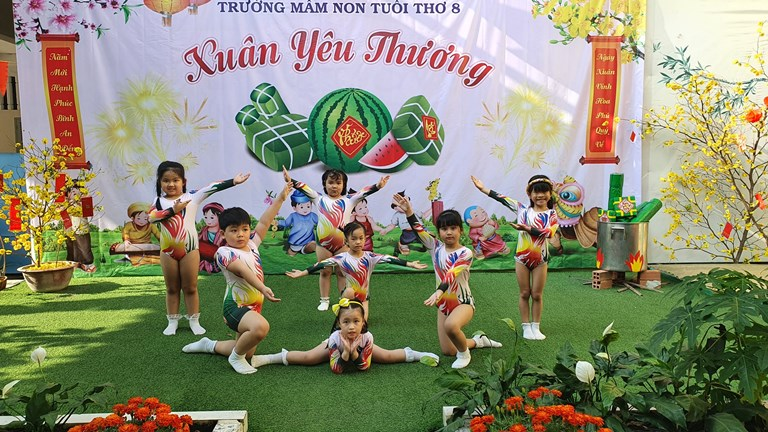 TRƯỜNG MẦM NON TUỔI THƠ 8
Xuân Yêu Thương
Năm
Mới
Hạnh
Phúc
Bình
An
Ngày
Xuân
Vinh
Hoa
Phú
Quý